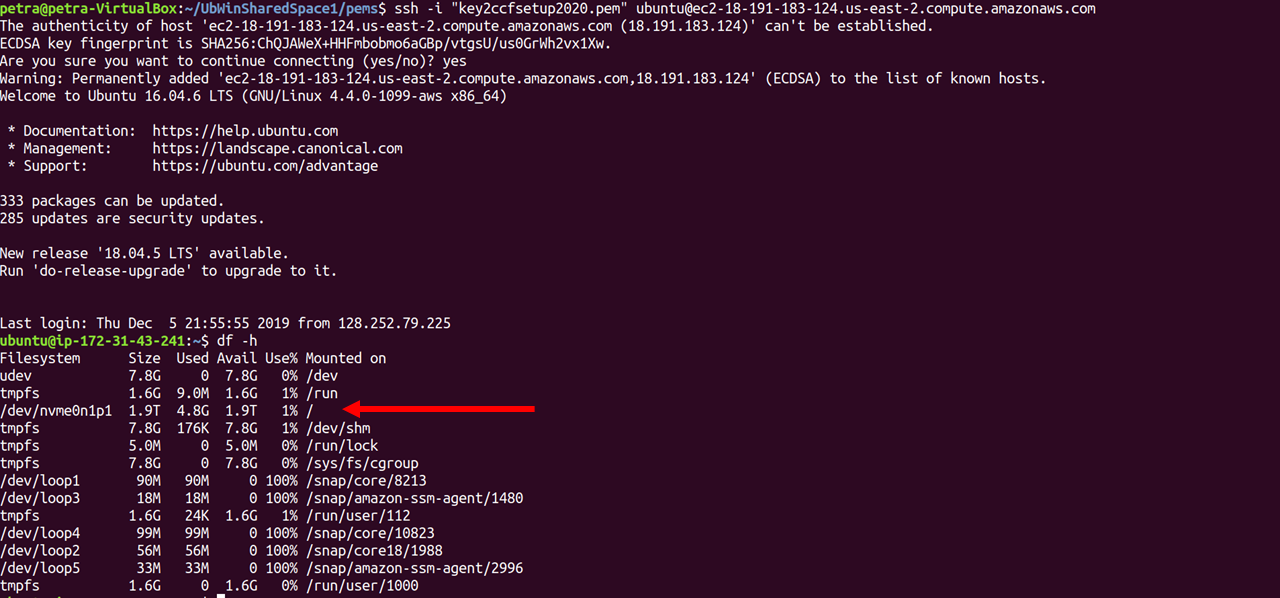 petra@petra-VirtualBox:~/UbWinSharedSpace1/pems$ ssh -i "key2ccfsetup2020.pem" ubuntu@ec2-18-191-183-124.us-east-2.compute.amazonaws.com
The authenticity of host 'ec2-18-191-183-124.us-east-2.compute.amazonaws.com (18.191.183.124)' can't be established.
ECDSA key fingerprint is SHA256:ChQJAWeX+HHFmbobmo6aGBp/vtgsU/us0GrWh2vx1Xw.
Are you sure you want to continue connecting (yes/no)? yes
Warning: Permanently added 'ec2-18-191-183-124.us-east-2.compute.amazonaws.com,18.191.183.124' (ECDSA) to the list of known hosts.
Welcome to Ubuntu 16.04.6 LTS (GNU/Linux 4.4.0-1099-aws x86_64)
* Documentation:  https://help.ubuntu.com
* Management:     https://landscape.canonical.com
* Support:        https://ubuntu.com/advantage
333 packages can be updated.
285 updates are security updates.
New release '18.04.5 LTS' available.
Run 'do-release-upgrade' to upgrade to it.
Last login: Thu Dec  5 21:55:55 2019 from 128.252.79.225
ubuntu@ip-172-31-43-241:~$ df -h
Filesystem      Size  Used Avail Use% Mounted on
udev            7.8G     0  7.8G   0% /dev
tmpfs           1.6G  9.0M  1.6G   1% /run
/dev/nvme0n1p1  1.9T  4.8G  1.9T   1% /
tmpfs           7.8G  176K  7.8G   1% /dev/shm
tmpfs           5.0M     0  5.0M   0% /run/lock
tmpfs           7.8G     0  7.8G   0% /sys/fs/cgroup
/dev/loop1       90M   90M     0 100% /snap/core/8213
/dev/loop3       18M   18M     0 100% /snap/amazon-ssm-agent/1480
tmpfs           1.6G   24K  1.6G   1% /run/user/112
/dev/loop4       99M   99M     0 100% /snap/core/10823
/dev/loop2       56M   56M     0 100% /snap/core18/1988
/dev/loop5       33M   33M     0 100% /snap/amazon-ssm-agent/2996
tmpfs           1.6G     0  1.6G   0% /run/user/1000